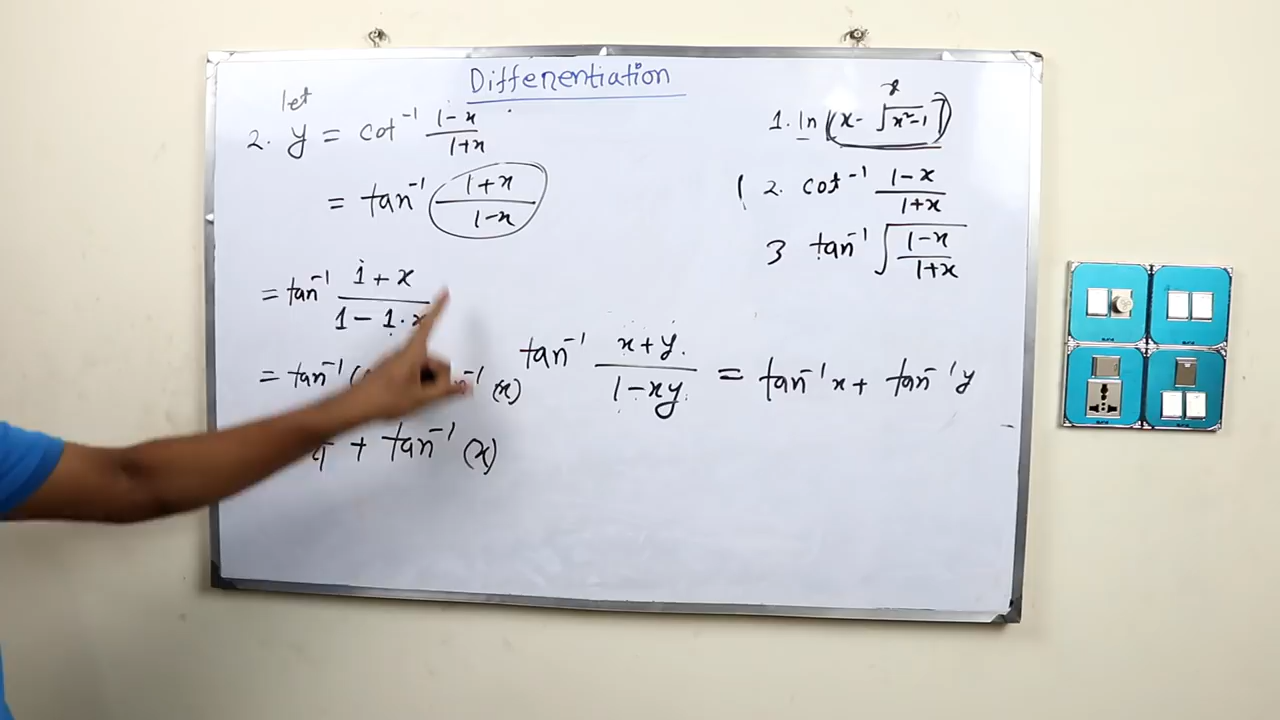 Differentiation
let
2. y = cot⁻¹ (1-x)/(1+x)
= tan⁻¹ (1+x)/(1-x)
= tan⁻¹ (1+x)/(1-1·x
= tan⁻¹ (x)
+ tan⁻¹ (x)
tan⁻¹ (x+y)/(1-xy) = tan⁻¹x + tan⁻¹y
1. ln (x-√(x²-1))
2. cot⁻¹ (1-x)/(1+x)
3 tan⁻¹ √((1-x)/(1+x))